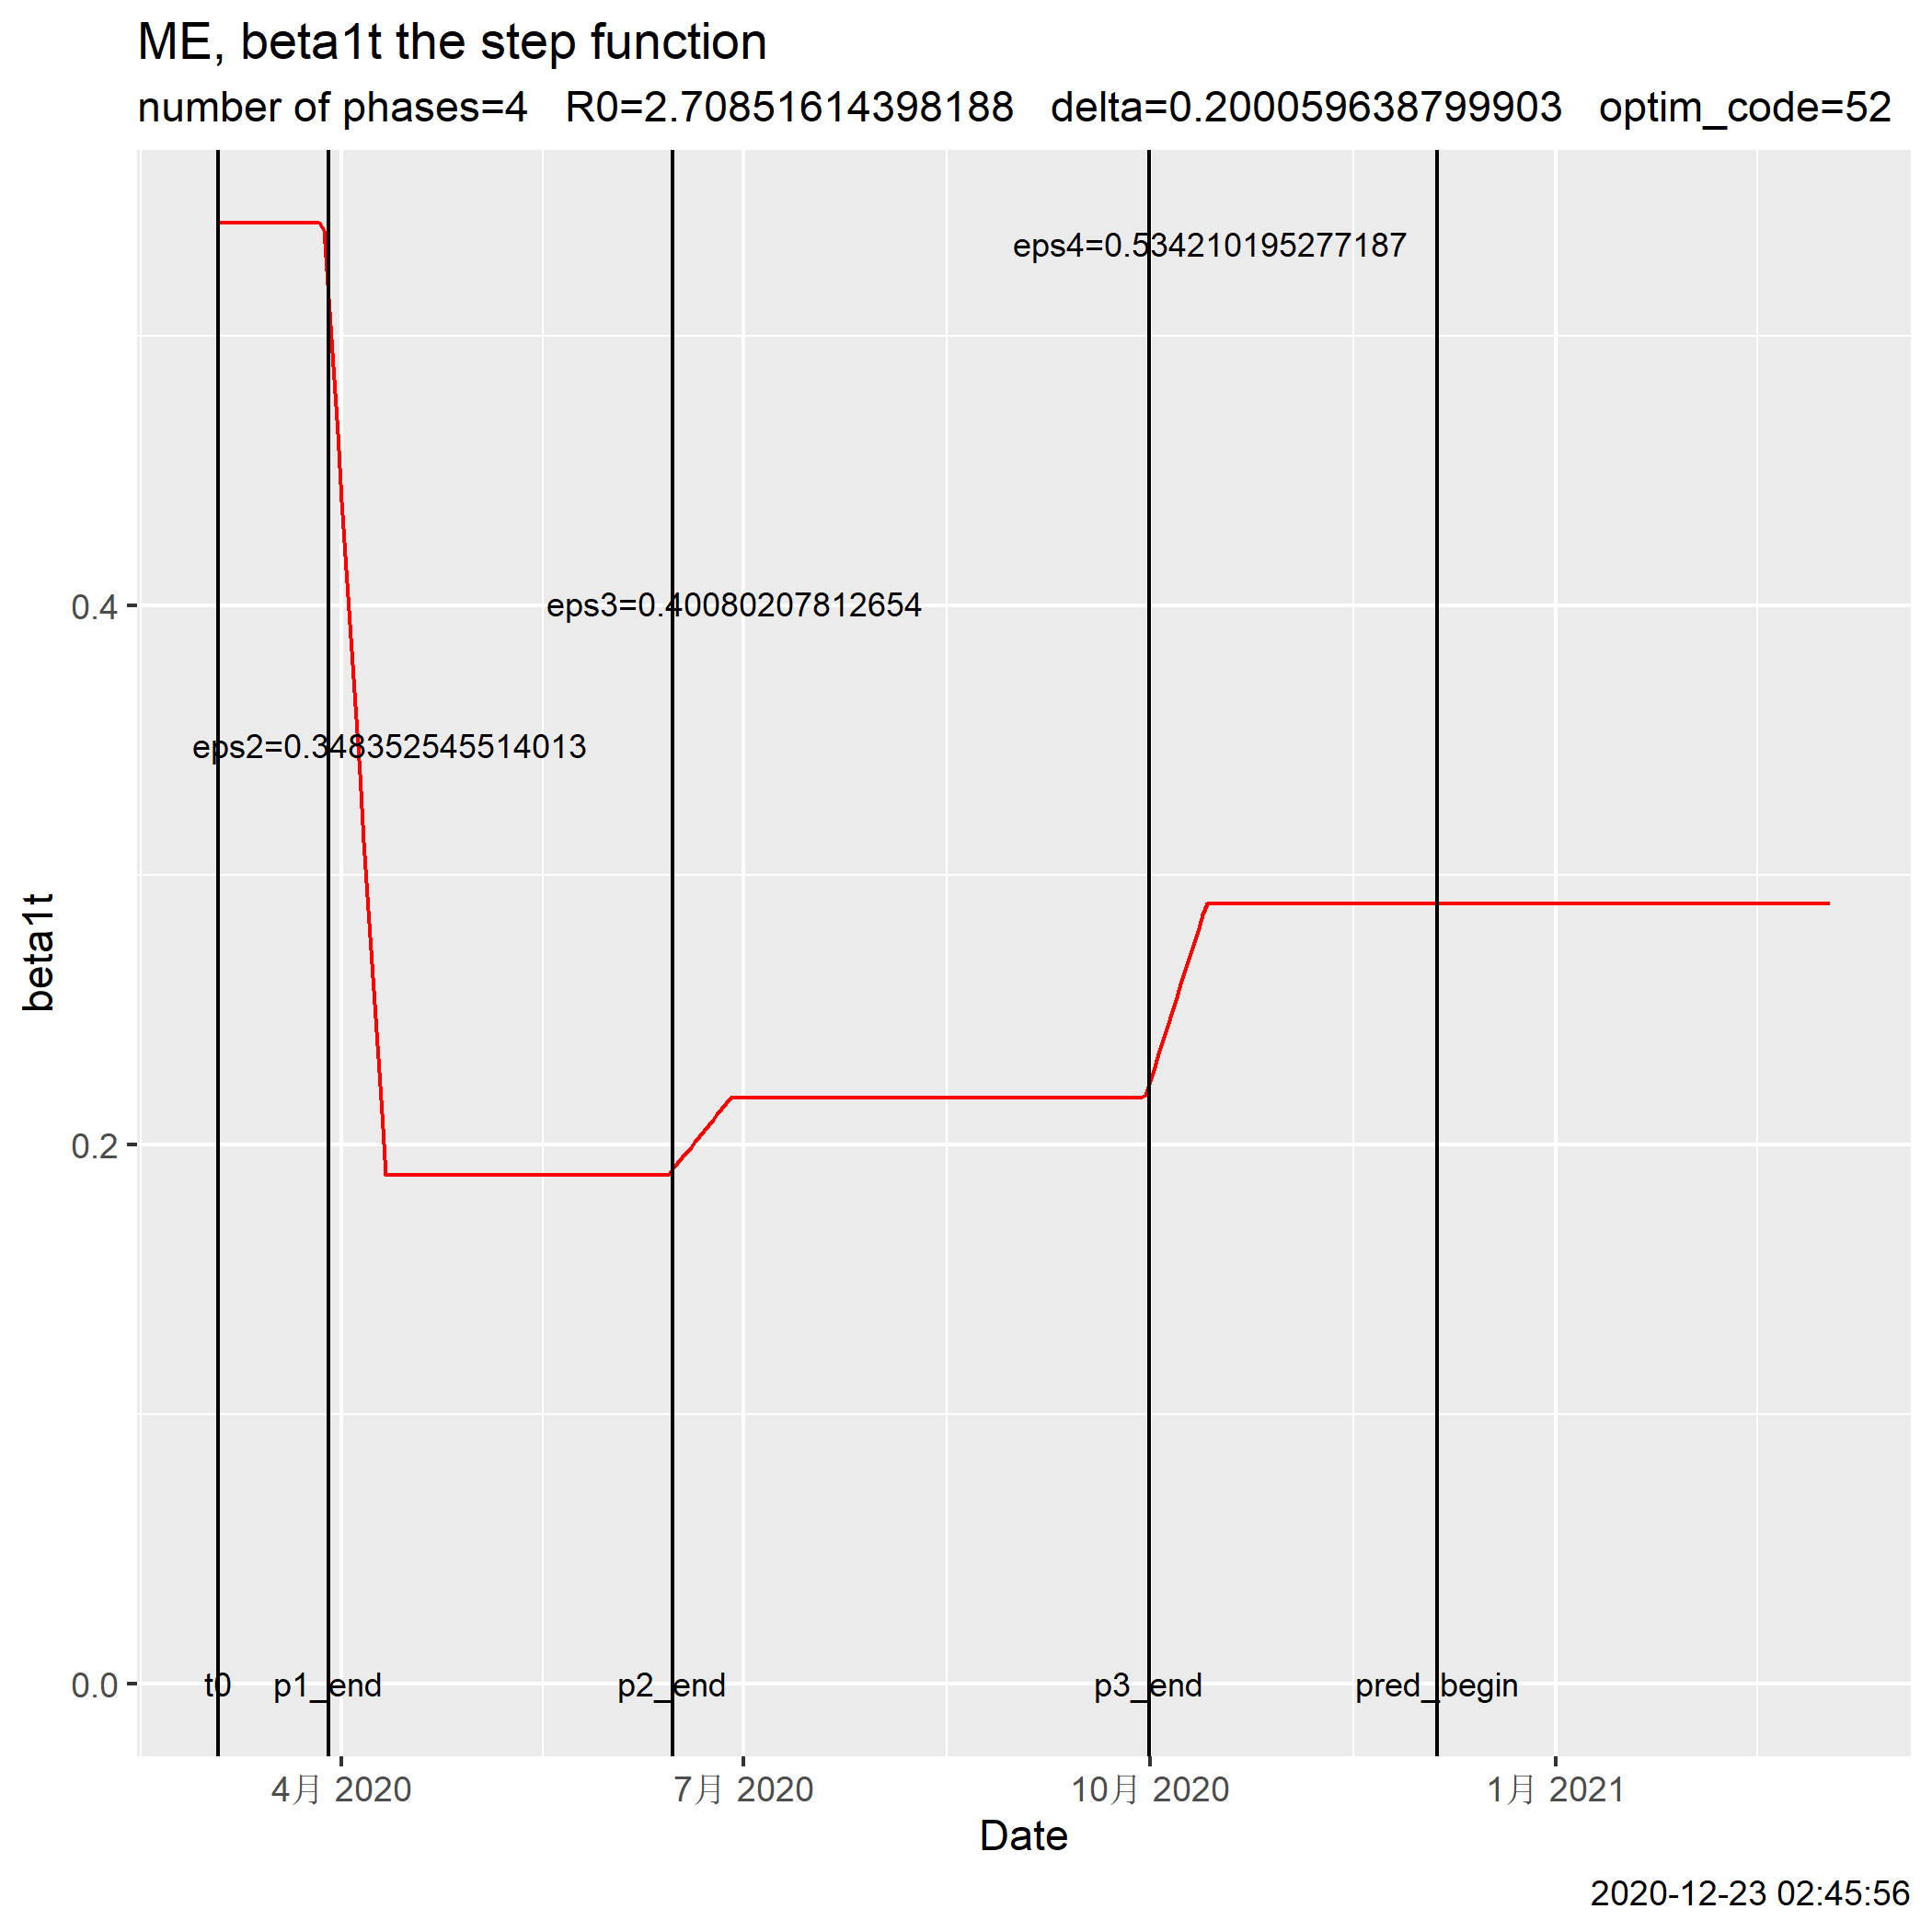 ME, beta1t the step function
number of phases=4 R0=2.70851614398188 delta=0.200059638799903 optim_code=52
eps4=0.534210195277187
eps3=0.40080207812654
eps2=0.348352545514013
0.4
0.2
0.0
beta1t
t0 p1_end p2_end p3_end pred_begin
4月 2020 7月 2020 10月 2020 1月 2021
Date
2020-12-23 02:45:56